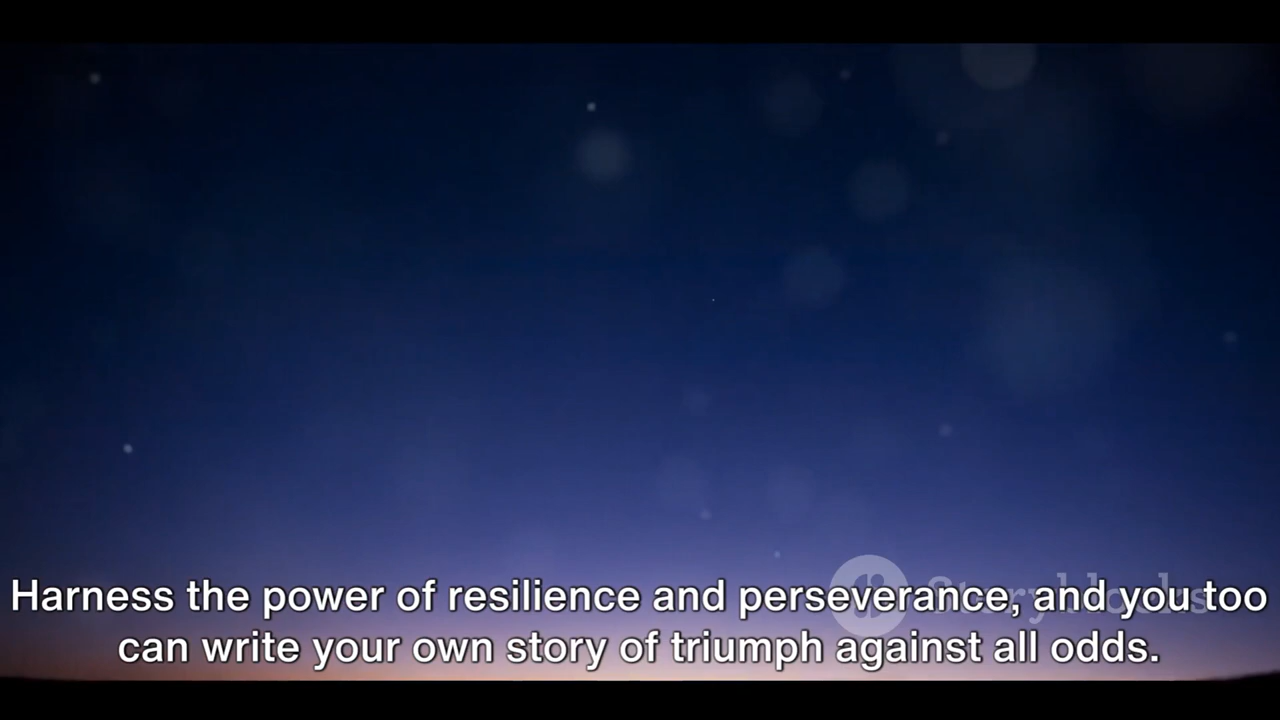 Storyblocks
Harness the power of resilience and perseverance, and you too
can write your own story of triumph against all odds.